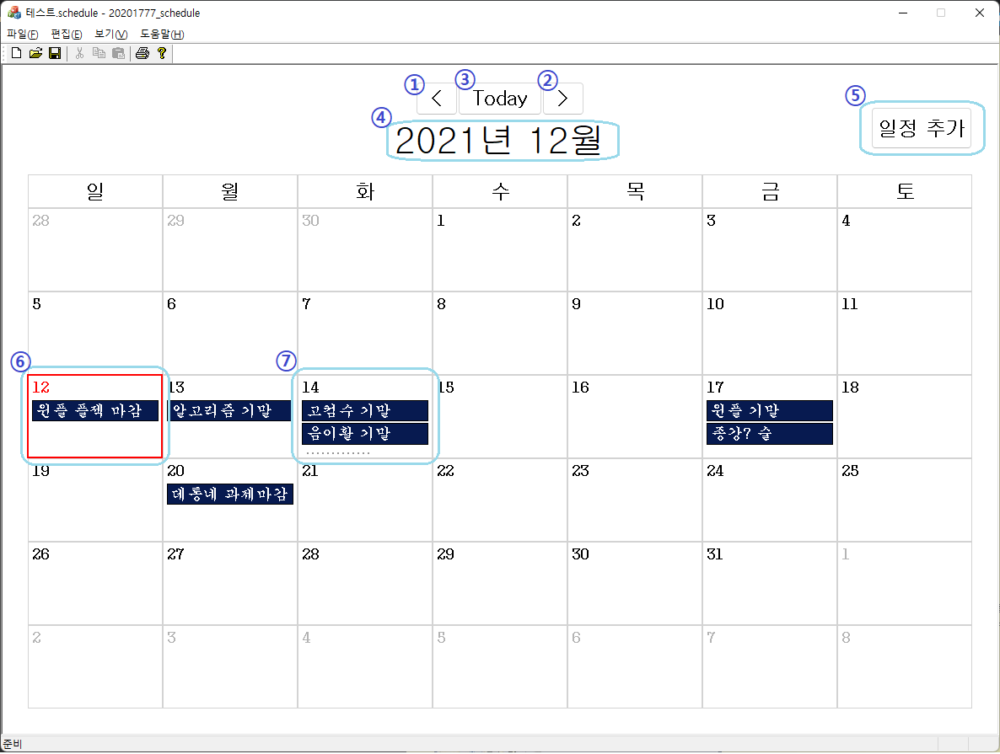 테스트.schedule - 20201777_schedule
파일(F) 편집(E) 보기(V) 도움말(H)
① < ③ Today ② >
④ 2021년 12월
⑤ 일정 추가
일 월 화 수 목 금 토
28 29 30 1 2 3 4
5 6 7 8 9 10 11
⑥ ⑦
12 13 14 15 16 17 18
윈플 플젝 마감 알고리즘 기말 고컴수 기말 윈플 기말
음이활 기말 종강? 술
.............
19 20 21 22 23 24 25
데통네 과제마감
26 27 28 29 30 31 1
2 3 4 5 6 7 8
준비